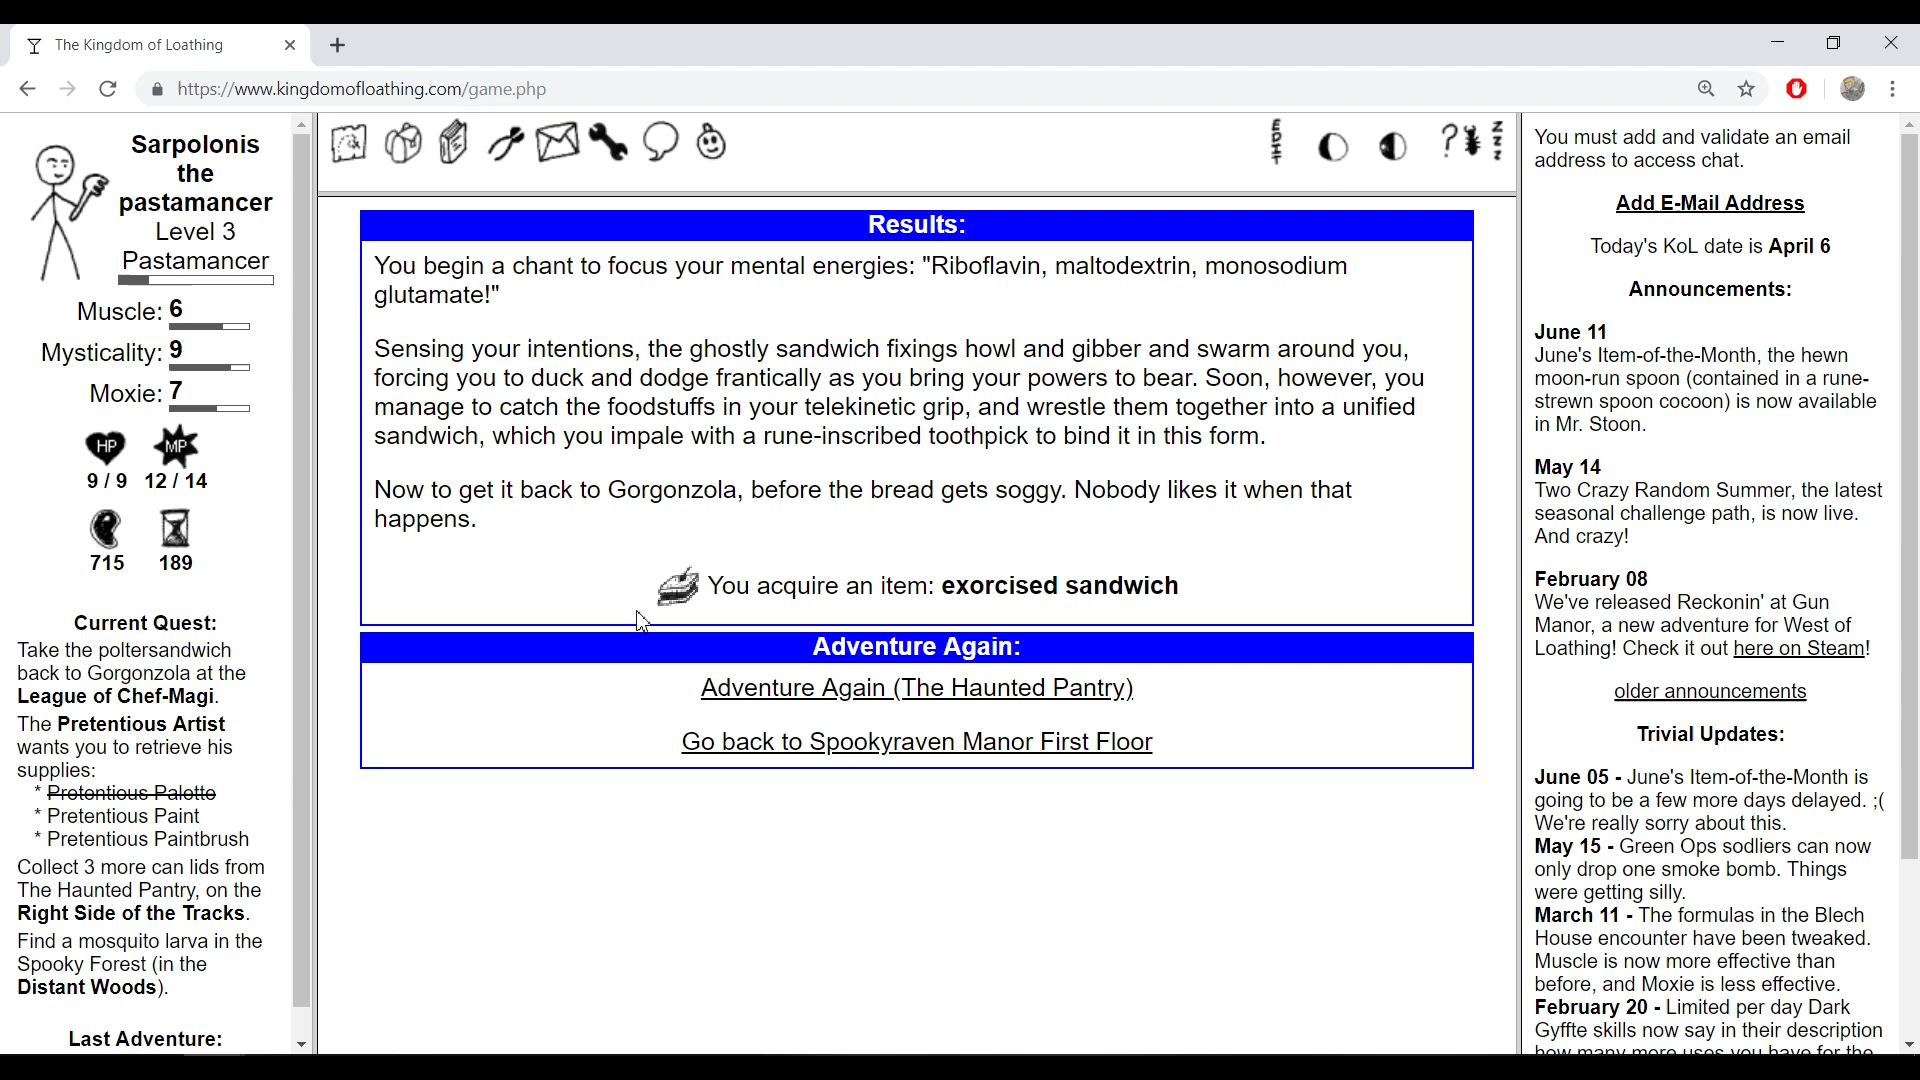 The Kingdom of Loathing
https://www.kingdomofloathing.com/game.php
Sarpolonis
the
pastamancer
Level 3
Pastamancer
Muscle: 6
Mysticality: 9
Moxie: 7
HP MP
9 / 9 12 / 14
715 189
Current Quest:
Take the poltersandwich
back to Gorgonzola at the
League of Chef-Magi.
The Pretentious Artist
wants you to retrieve his
supplies:
* Pretentious Palette
* Pretentious Paint
* Pretentious Paintbrush
Collect 3 more can lids from
The Haunted Pantry, on the
Right Side of the Tracks.
Find a mosquito larva in the
Spooky Forest (in the
Distant Woods).
Last Adventure:
EDIT
?
ZZZ
Results:
You begin a chant to focus your mental energies: "Riboflavin, maltodextrin, monosodium
glutamate!"
Sensing your intentions, the ghostly sandwich fixings howl and gibber and swarm around you,
forcing you to duck and dodge frantically as you bring your powers to bear. Soon, however, you
manage to catch the foodstuffs in your telekinetic grip, and wrestle them together into a unified
sandwich, which you impale with a rune-inscribed toothpick to bind it in this form.
Now to get it back to Gorgonzola, before the bread gets soggy. Nobody likes it when that
happens.
You acquire an item: exorcised sandwich
Adventure Again:
Adventure Again (The Haunted Pantry)
Go back to Spookyraven Manor First Floor
You must add and validate an email
address to access chat.
Add E-Mail Address
Today's KoL date is April 6
Announcements:
June 11
June's Item-of-the-Month, the hewn
moon-run spoon (contained in a rune-
strewn spoon cocoon) is now available
in Mr. Stoon.
May 14
Two Crazy Random Summer, the latest
seasonal challenge path, is now live.
And crazy!
February 08
We've released Reckonin' at Gun
Manor, a new adventure for West of
Loathing! Check it out here on Steam!
older announcements
Trivial Updates:
June 05 - June's Item-of-the-Month is
going to be a few more days delayed. ;(
We're really sorry about this.
May 15 - Green Ops sodliers can now
only drop one smoke bomb. Things
were getting silly.
March 11 - The formulas in the Blech
House encounter have been tweaked.
Muscle is now more effective than
before, and Moxie is less effective.
February 20 - Limited per day Dark
Gyffte skills now say in their description
how many more uses you have for the